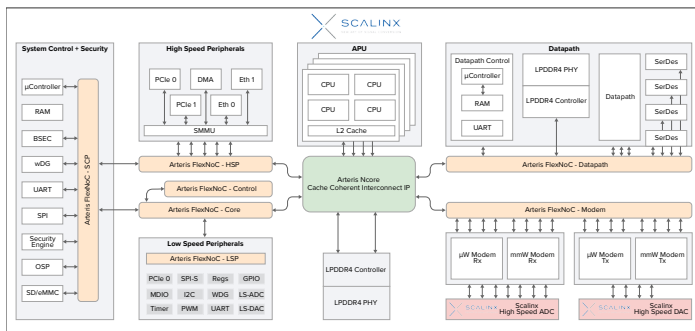 SCALINX
System Control + Security
µController
RAM
BSEC
wDG
UART
SPI
Security
Engine
OSP
SD/eMMC
Arteris FlexNoC - SCP
High Speed Peripherals
PCIe 0
DMA
Eth 1
PCIe 1
Eth 0
SMMU
Arteris FlexNoC - HSP
Arteris FlexNoC - Control
Arteris FlexNoC - Core
Low Speed Peripherals
Arteris FlexNoC - LSP
PCIe 0 SPI-S Regs GPIO
MDIO I2C WDG LS-ADC
Timer PWM UART LS-DAC
APU
CPU CPU
CPU CPU
L2 Cache
Arteris Ncore
Cache Coherent Interconnect IP
LPDDR4 Controller
LPDDR4 PHY
Datapath
Datapath Control
µController
RAM
UART
LPDDR4 PHY
LPDDR4 Controller
Datapath
SerDes
SerDes
SerDes
SerDes
Arteris FlexNoC - Datapath
Arteris FlexNoC - Modem
µW Modem
Rx
mmW Modem
Rx
µW Modem
Tx
mmW Modem
Tx
SCALINX
Scalinx
High Speed ADC
SCALINX
Scalinx
High Speed DAC